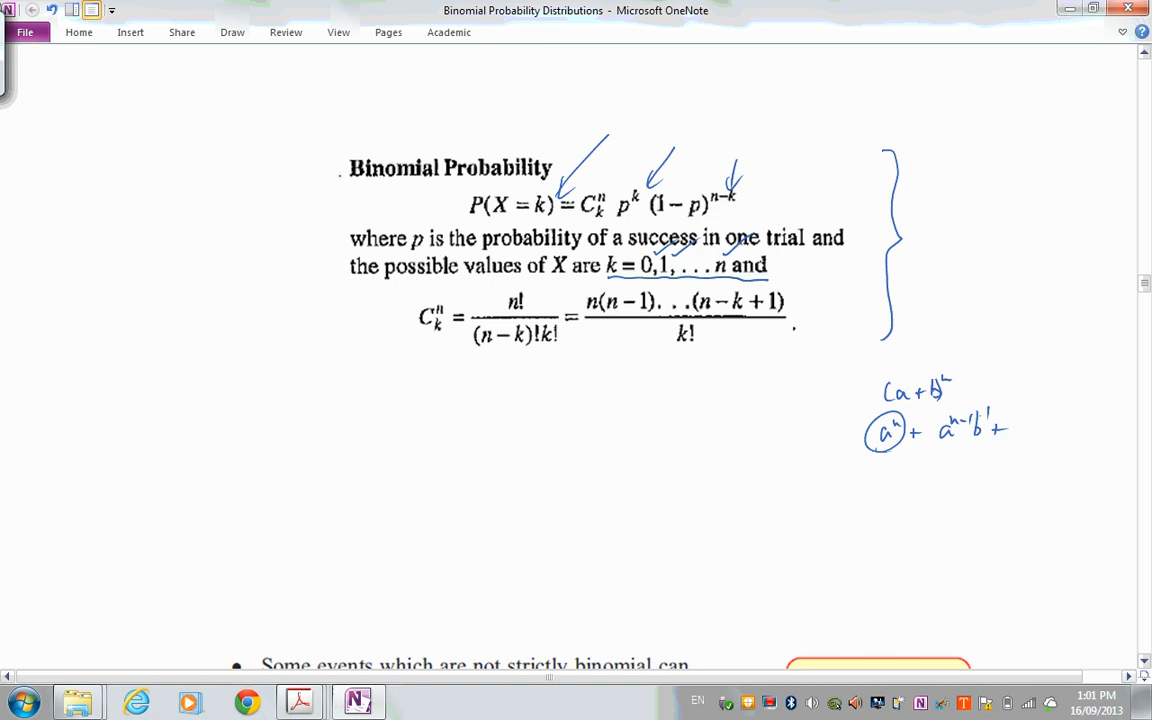 Binomial Probability Distributions - Microsoft OneNote
File Home Insert Share Draw Review View Pages Academic
Binomial Probability
P(X = k) = C^n_k p^k (1 − p)^{n−k}
where p is the probability of a success in one trial and
the possible values of X are k = 0,1, . . . n and
C^n_k = n! / (n − k)!k! = n(n − 1). . .(n − k + 1) / k! .
(a + b)^n
a^n + a^{n−1} b^1 +
• Some events which are not strictly binomial can
EN
1:01 PM
16/09/2013